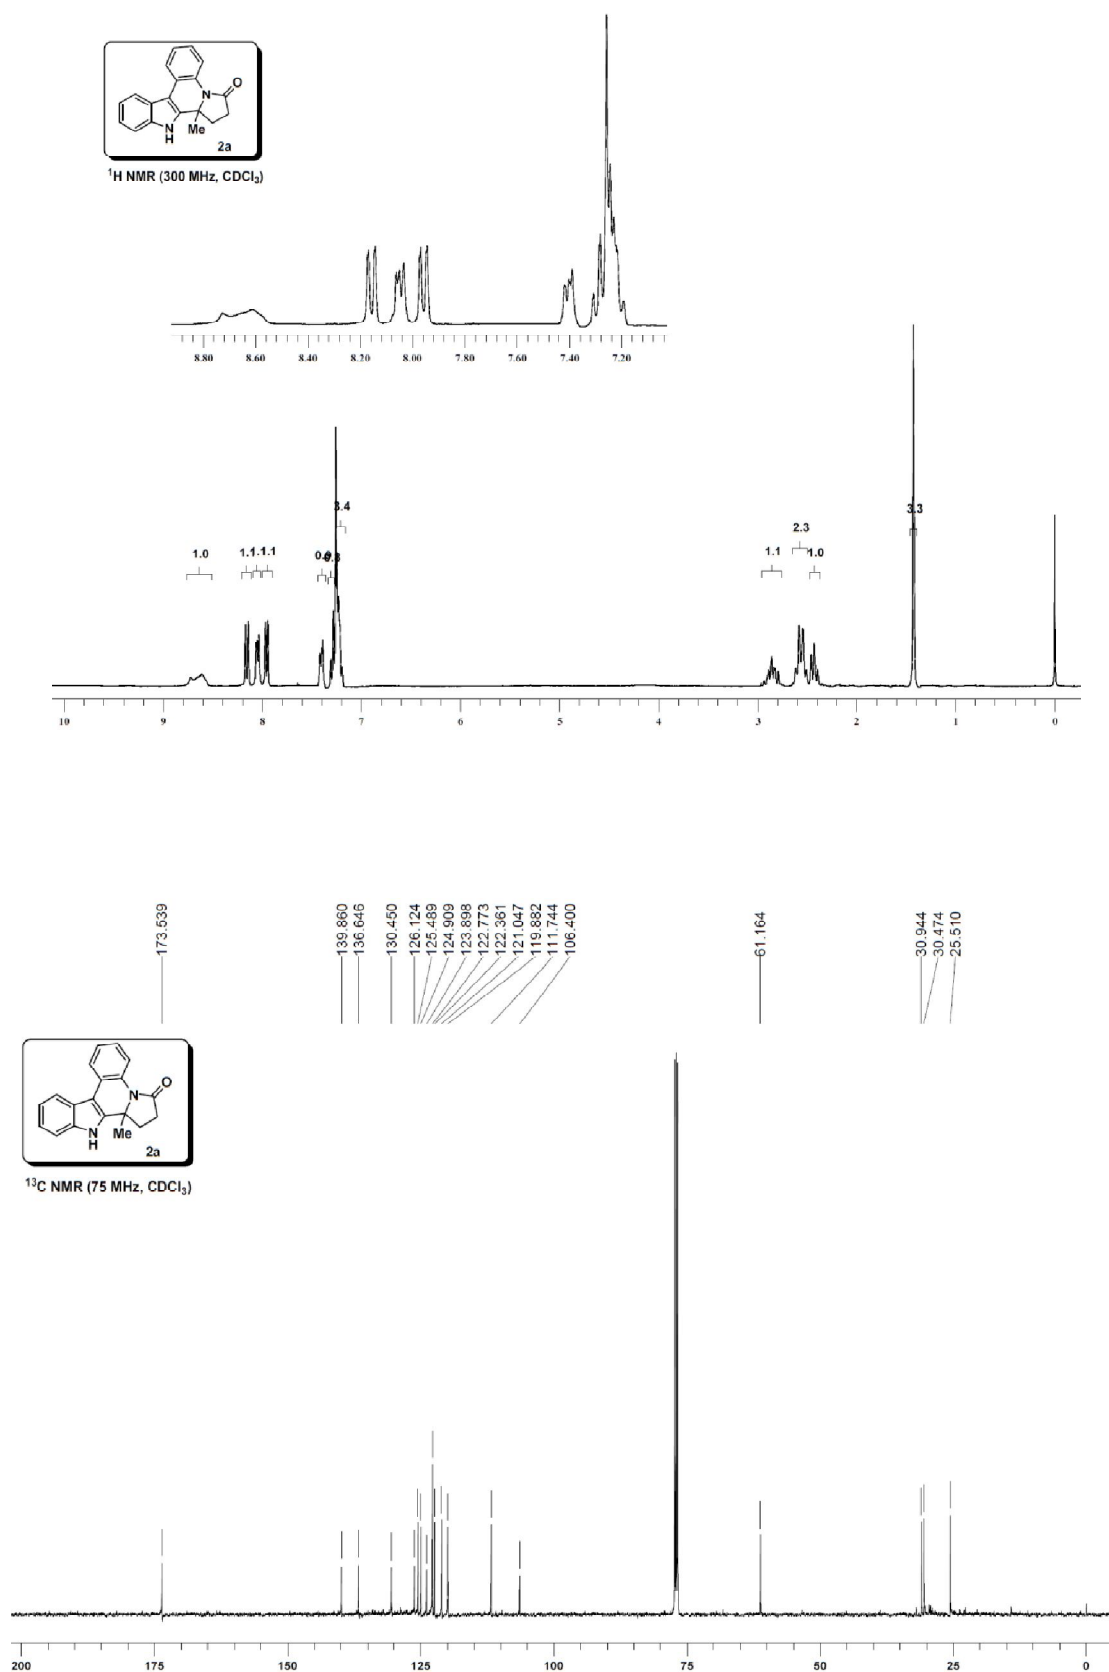 O
N
N
H
Me
2a
¹H NMR (300 MHz, CDCl₃)
8.80 8.60 8.40 8.20 8.00 7.80 7.60 7.40 7.20
1.0 1.1 1.1 1.1 0.9 3.4 1.1 2.3 1.0 3.3
10 9 8 7 6 5 4 3 2 1 0
173.539
139.860
136.646
130.450
126.124
125.489
124.909
123.898
122.773
122.361
121.047
119.882
111.744
106.400
61.164
30.944
30.474
25.510
O
N
N
H
Me
2a
¹³C NMR (75 MHz, CDCl₃)
200 175 150 125 100 75 50 25 0